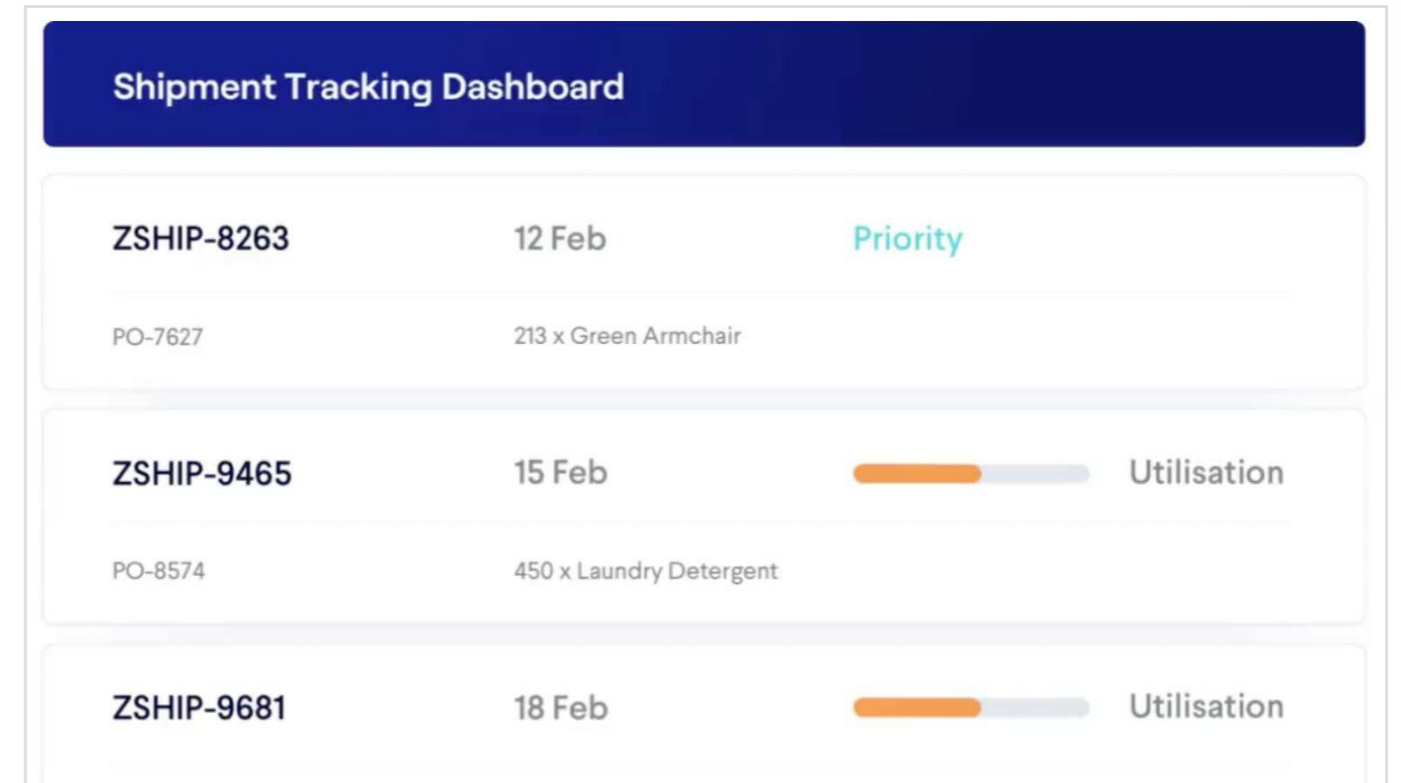 Shipment Tracking Dashboard
ZSHIP-8263 12 Feb Priority
PO-7627 213 x Green Armchair
ZSHIP-9465 15 Feb Utilisation
PO-8574 450 x Laundry Detergent
ZSHIP-9681 18 Feb Utilisation